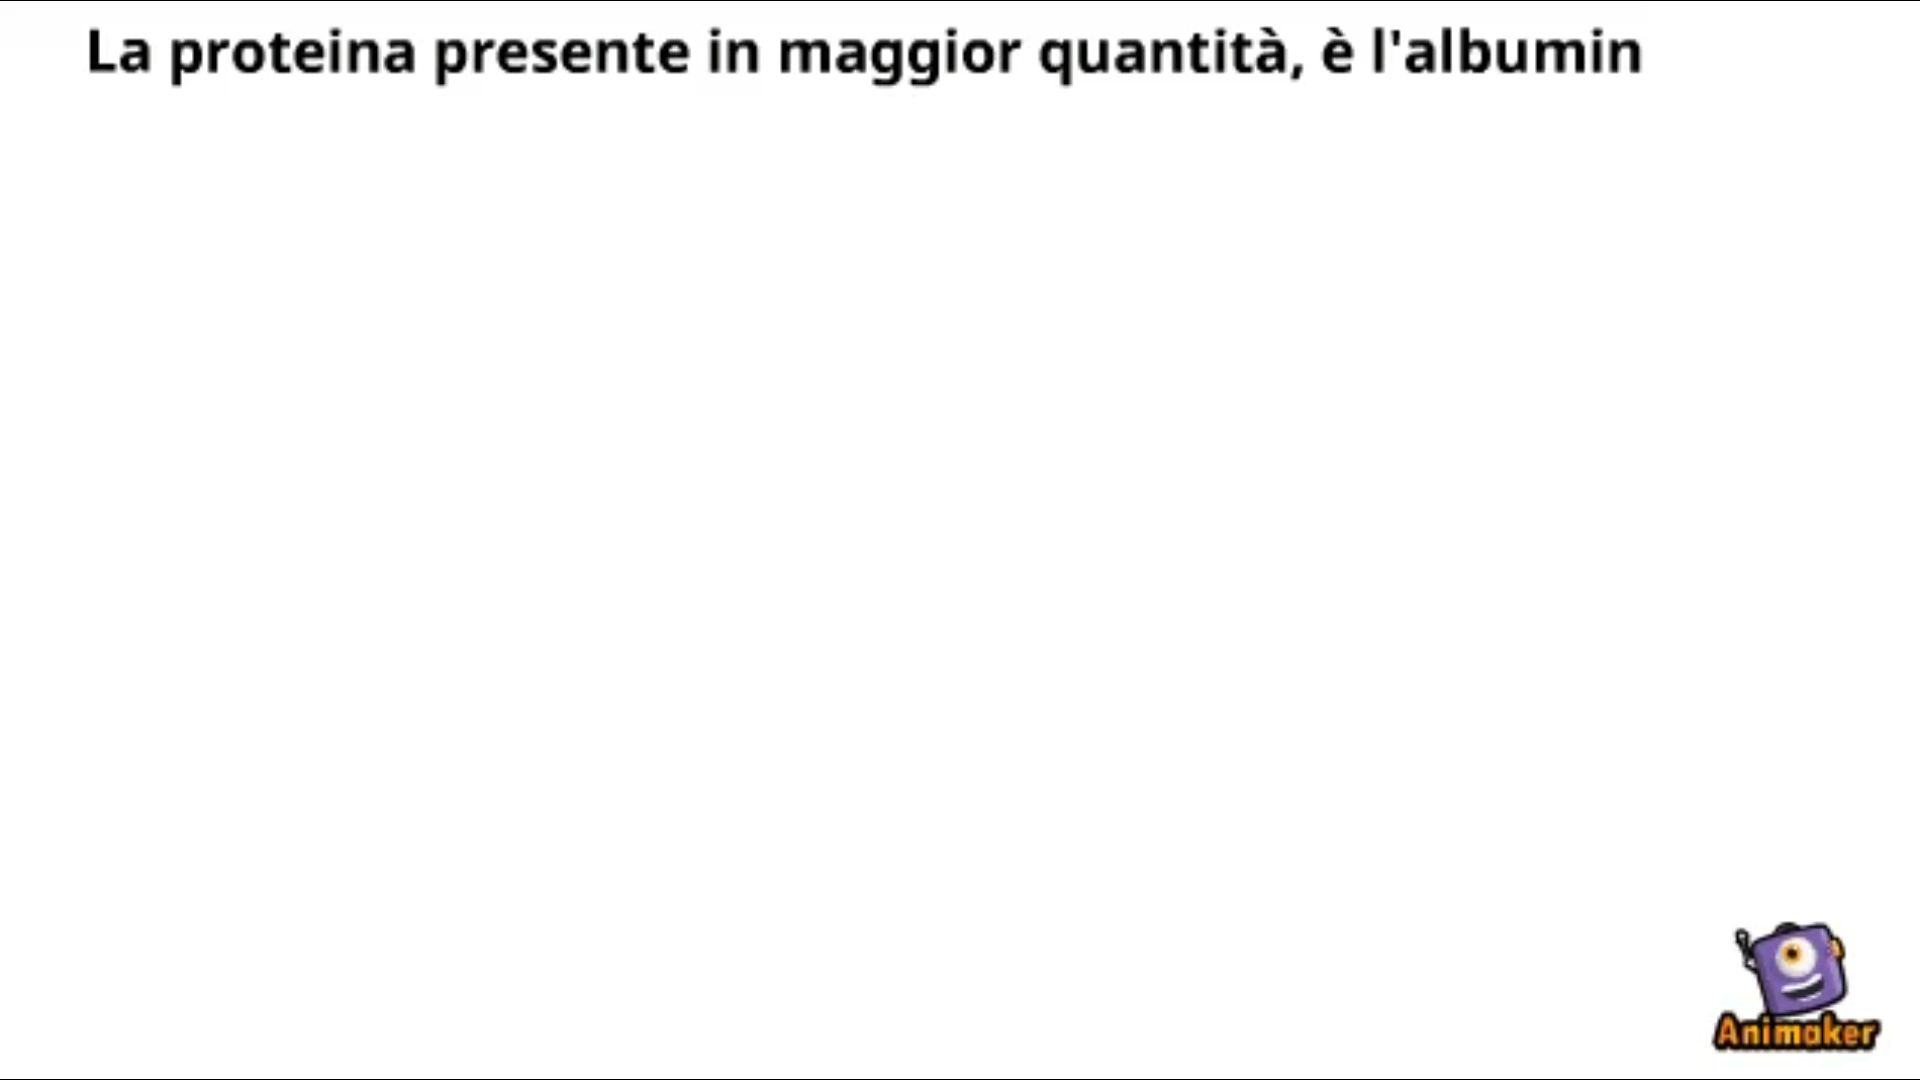 La proteina presente in maggior quantità, è l'albumin
Animaker